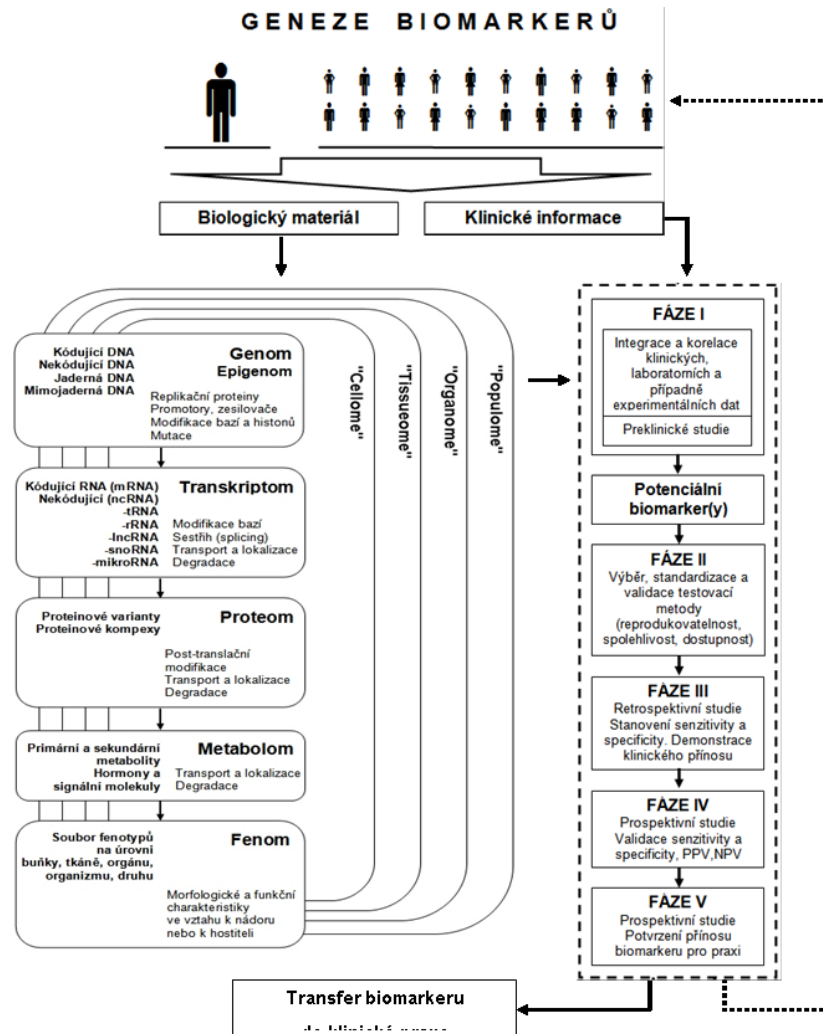 GENEZE BIOMARKERŮ
Biologický materiál
Klinické informace
Kódující DNA
Nekódující DNA
Jaderná DNA
Mimojaderná DNA
Genom
Epigenom
Replikační proteiny
Promotory, zesilovače
Modifikace bazí a histonů
Mutace
Kódující RNA (mRNA)
Nekódující (ncRNA)
-tRNA
-rRNA
-lncRNA
-snoRNA
-mikroRNA
Transkriptom
Modifikace bazí
Sestřih (splicing)
Transport a lokalizace
Degradace
Proteinové varianty
Proteinové kompexy
Proteom
Post-translační
modifikace
Transport a lokalizace
Degradace
Primární a sekundární
metabolity
Hormony a
signální molekuly
Metabolom
Transport a lokalizace
Degradace
Soubor fenotypů
na úrovni
buňky, tkáně, orgánu,
organizmu, druhu
Fenom
Morfologické a funkční
charakteristiky
ve vztahu k nádoru
nebo k hostiteli
"Cellome"
"Tissueome"
"Organome"
"Populome"
FÁZE I
Integrace a korelace
klinických,
laboratorních a
případně
experimentálních dat
Preklinické studie
Potenciální
biomarker(y)
FÁZE II
Výběr, standardizace a
validace testovací
metody
(reprodukovatelnost,
spolehlivost, dostupnost)
FÁZE III
Retrospektivní studie
Stanovení senzitivity a
specificity. Demonstrace
klinického přínosu
FÁZE IV
Prospektivní studie
Validace senzitivity a
specificity, PPV,NPV
FÁZE V
Prospektivní studie
Potvrzení přínosu
biomarkeru pro praxi
Transfer biomarkeru